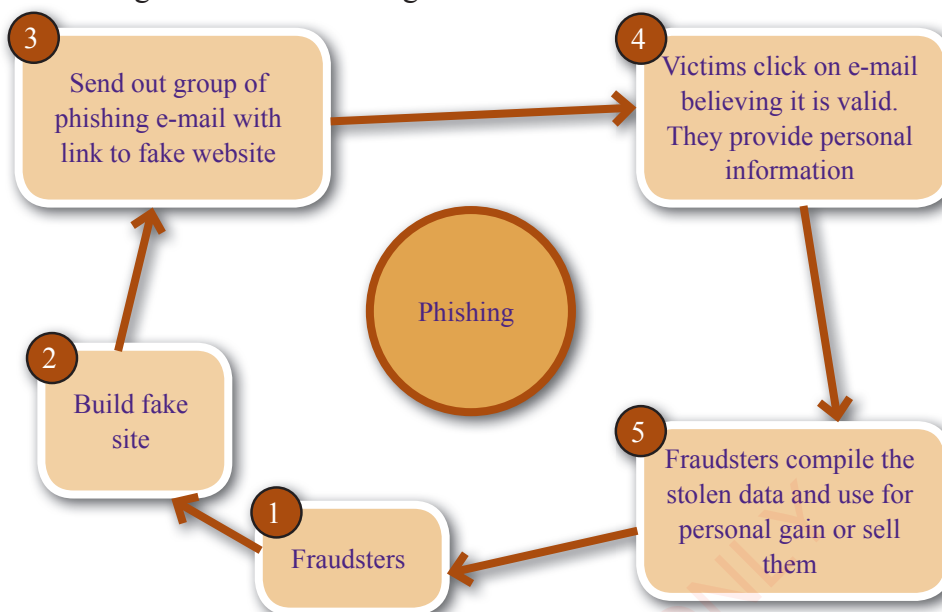 3
Send out group of
phishing e-mail with
link to fake website
4
Victims click on e-mail
believing it is valid.
They provide personal
information
Phishing
2
Build fake
site
5
Fraudsters compile the
stolen data and use for
personal gain or sell
them
1
Fraudsters
ONLY